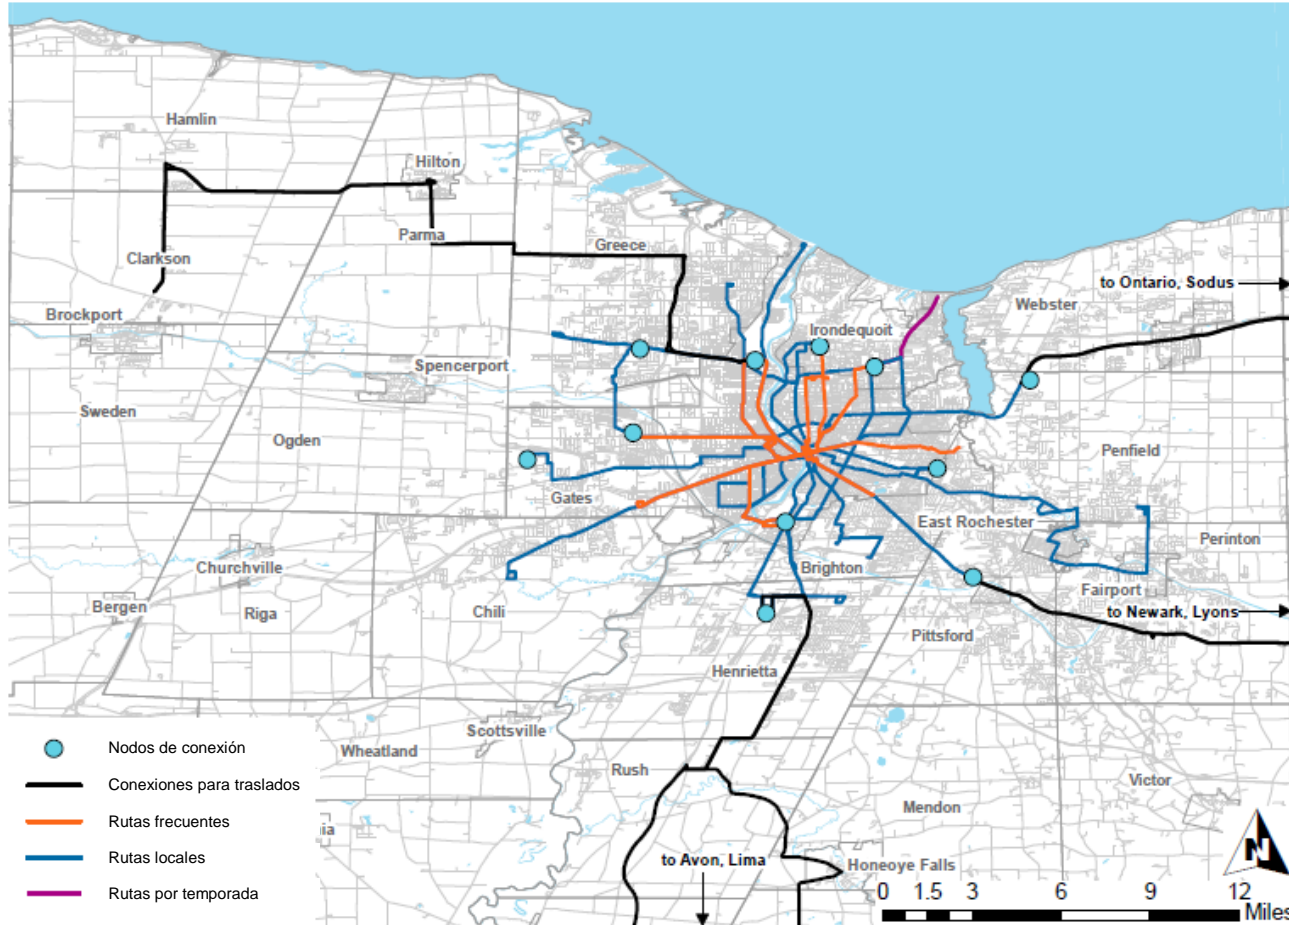 Hamlin
Hilton
Parma
Greece
Clarkson
to Ontario, Sodus
Webster
Brockport
Irondequoit
Spencerport
Sweden
Ogden
Penfield
Gates
East Rochester
Perinton
Churchville
Brighton
Fairport
Bergen
Riga
Chili
to Newark, Lyons
Pittsford
Henrietta
Scottsville
Wheatland
Rush
Victor
Mendon
to Avon, Lima
Honeoye Falls
Nodos de conexión
Conexiones para traslados
Rutas frecuentes
Rutas locales
Rutas por temporada
N
0 1.5 3 6 9 12
Miles